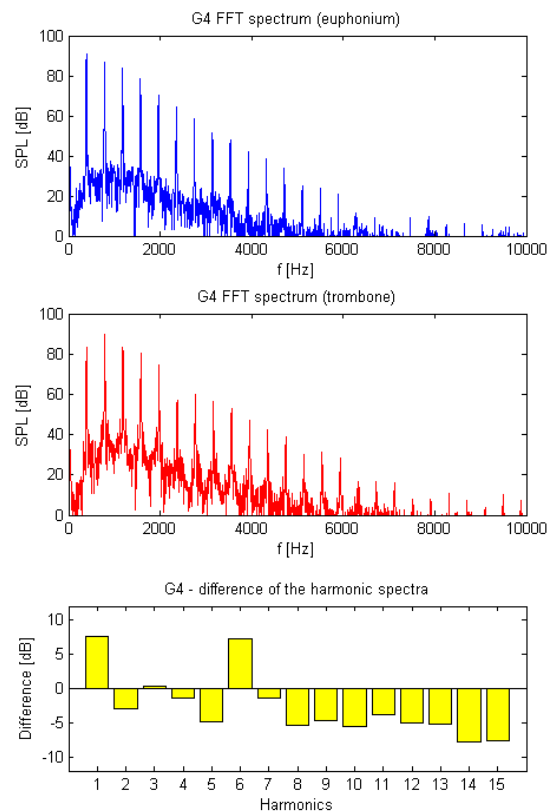 G4 FFT spectrum (euphonium)
100
80
60
40
20
0
SPL [dB]
0 2000 4000 6000 8000 10000
f [Hz]
G4 FFT spectrum (trombone)
100
80
60
40
20
0
SPL [dB]
0 2000 4000 6000 8000 10000
f [Hz]
G4 - difference of the harmonic spectra
10
5
0
-5
-10
Difference [dB]
1 2 3 4 5 6 7 8 9 10 11 12 13 14 15
Harmonics